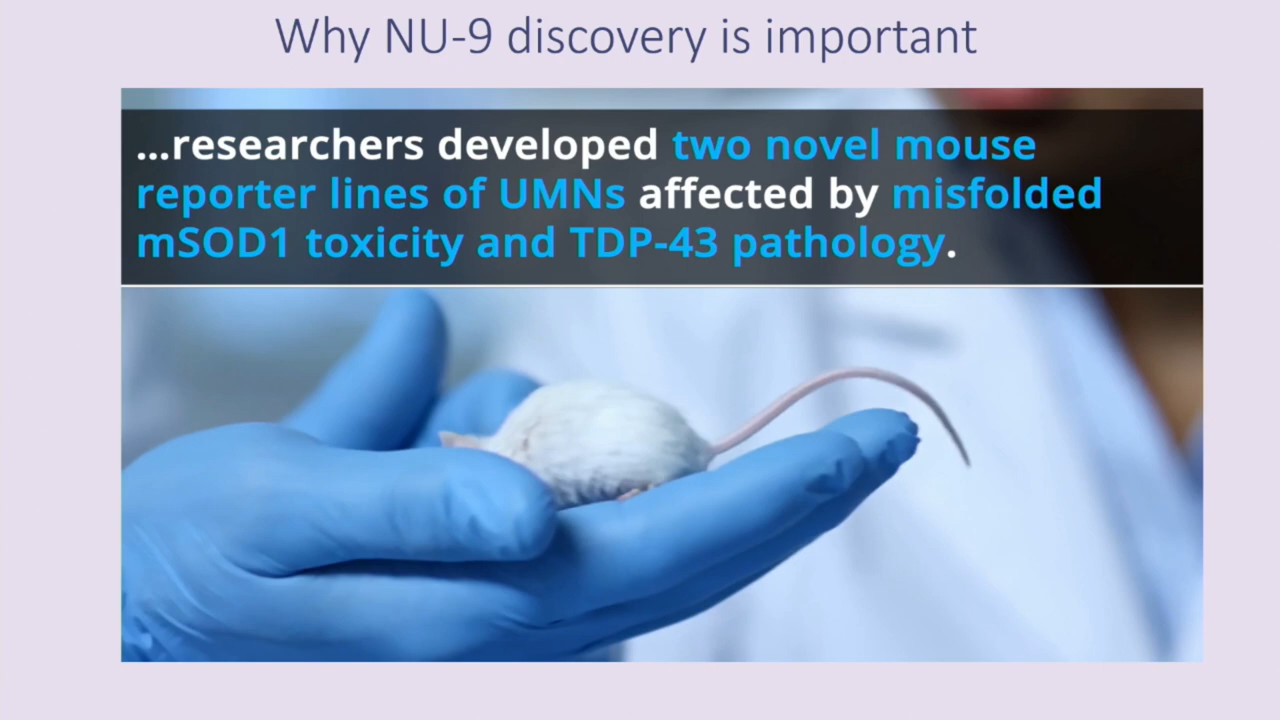 Why NU-9 discovery is important
...researchers developed two novel mouse
reporter lines of UMNs affected by misfolded
mSOD1 toxicity and TDP-43 pathology.